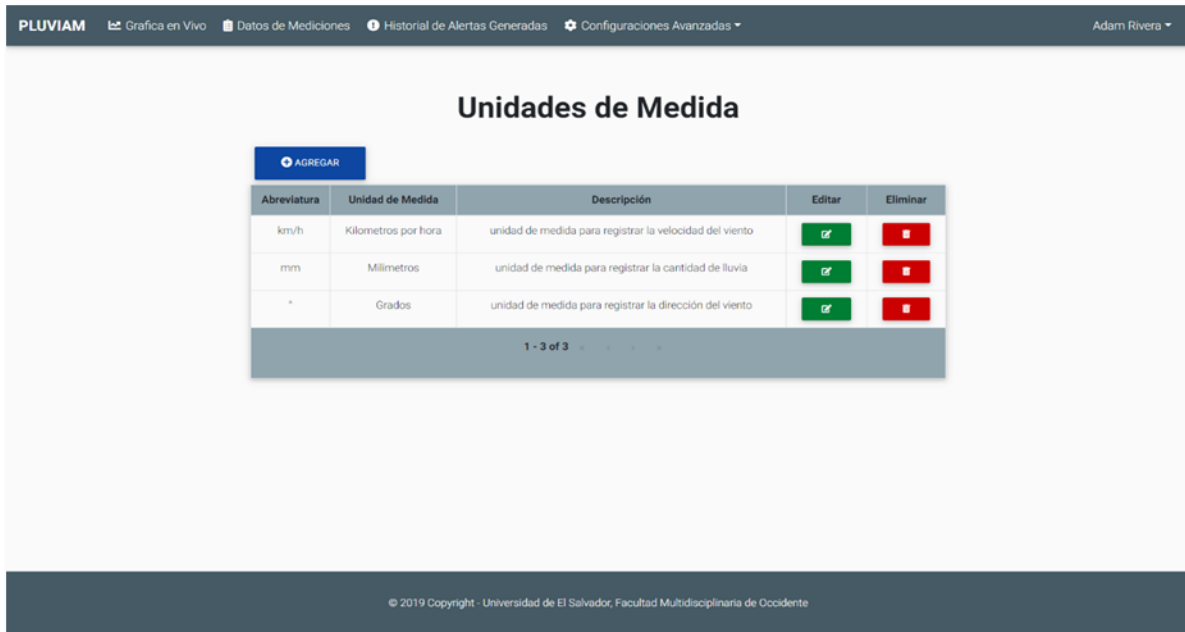 PLUVIAM Grafica en Vivo Datos de Mediciones Historial de Alertas Generadas Configuraciones Avanzadas Adam Rivera
Unidades de Medida
AGREGAR
Abreviatura Unidad de Medida Descripción Editar Eliminar
km/h Kilometros por hora unidad de medida para registrar la velocidad del viento
mm Milimetros unidad de medida para registrar la cantidad de lluvia
° Grados unidad de medida para registrar la dirección del viento
1 - 3 of 3 « ‹ › »
© 2019 Copyright - Universidad de El Salvador, Facultad Multidisciplinaria de Occidente